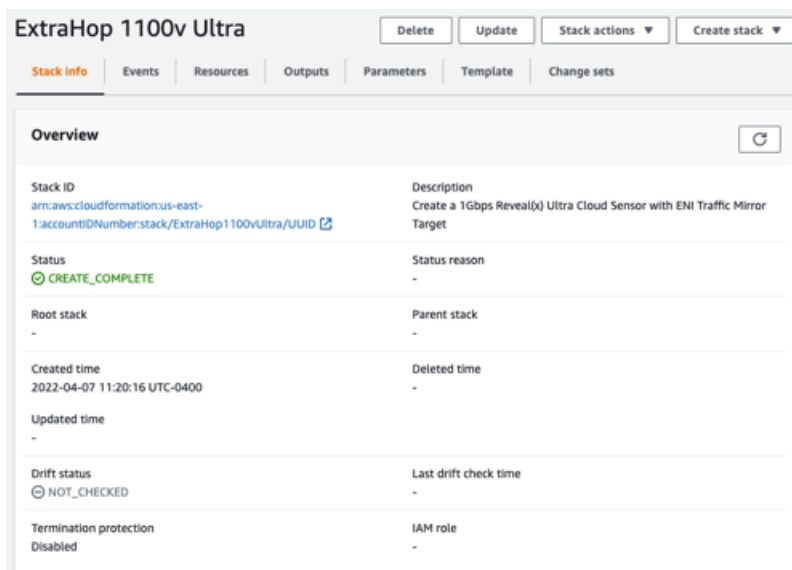 ExtraHop 1100v Ultra
Delete
Update
Stack actions ▼
Create stack ▼
Stack info
Events
Resources
Outputs
Parameters
Template
Change sets
Overview
Stack ID
arn:aws:cloudformation:us-east-
1:accountIDNumber:stack/ExtraHop1100vUltra/UUID
Description
Create a 1Gbps Reveal(x) Ultra Cloud Sensor with ENI Traffic Mirror
Target
Status
CREATE_COMPLETE
Status reason
-
Root stack
-
Parent stack
-
Created time
2022-04-07 11:20:16 UTC-0400
Deleted time
-
Updated time
-
Drift status
NOT_CHECKED
Last drift check time
-
Termination protection
Disabled
IAM role
-